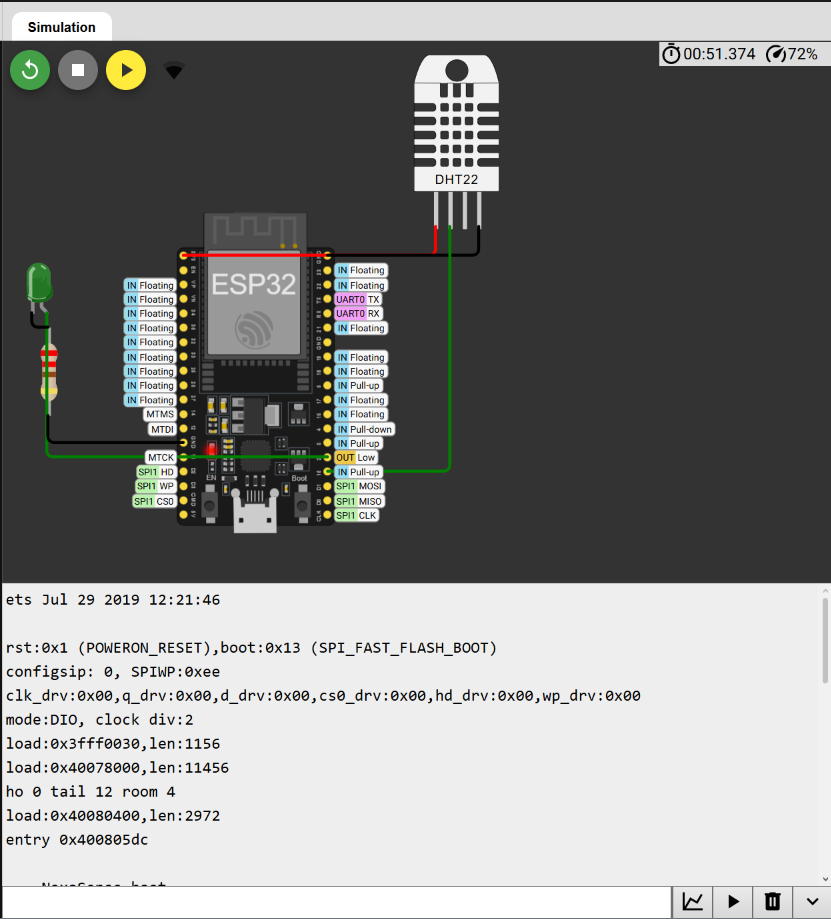 Simulation
00:51.374 72%
DHT22
ESP32
IN Floating
IN Floating
IN Floating
IN Floating
IN Floating
IN Floating
IN Floating
IN Floating
IN Floating
MTMS
MTDI
MTCK
SPI1 HD
SPI1 WP
SPI1 CS0
IN Floating
IN Floating
UART0 TX
UART0 RX
IN Floating
IN Floating
IN Floating
IN Pull-up
IN Floating
IN Floating
IN Pull-down
IN Pull-up
OUT Low
IN Pull-up
SPI1 MOSI
SPI1 MISO
SPI1 CLK
EN
Boot
ets Jul 29 2019 12:21:46
rst:0x1 (POWERON_RESET),boot:0x13 (SPI_FAST_FLASH_BOOT)
configsip: 0, SPIWP:0xee
clk_drv:0x00,q_drv:0x00,d_drv:0x00,cs0_drv:0x00,hd_drv:0x00,wp_drv:0x00
mode:DIO, clock div:2
load:0x3fff0030,len:1156
load:0x40078000,len:11456
ho 0 tail 12 room 4
load:0x40080400,len:2972
entry 0x400805dc